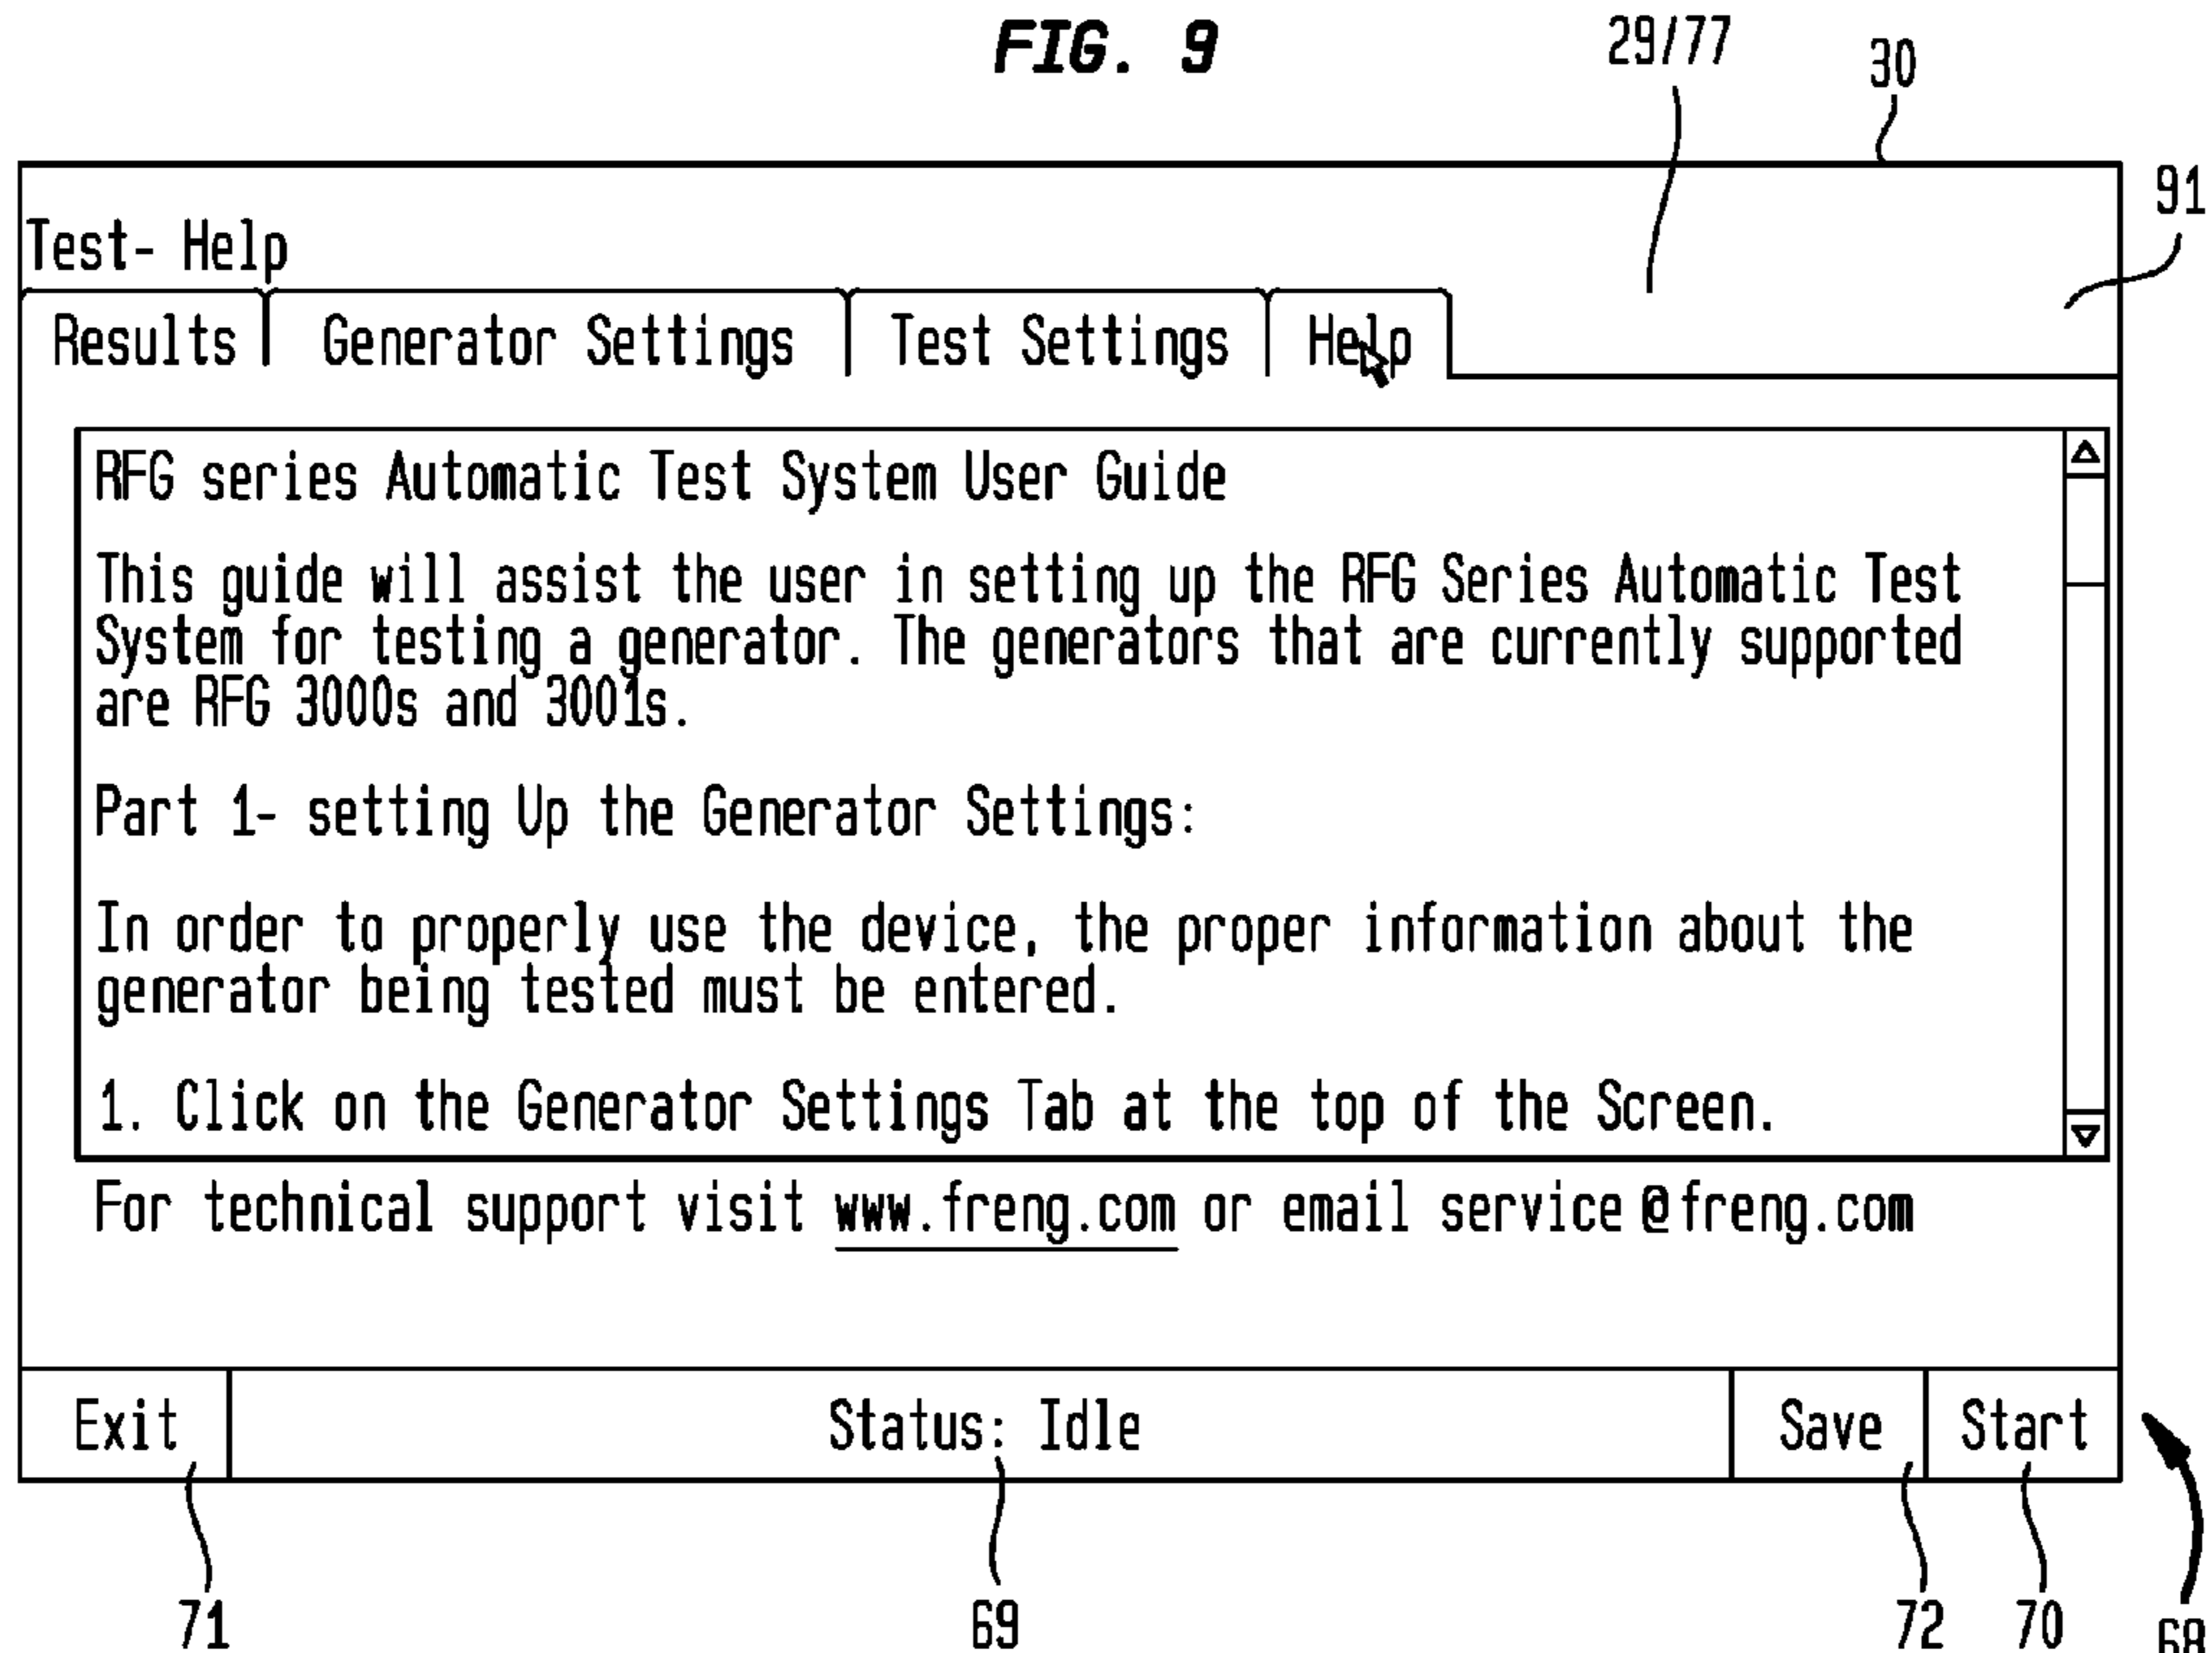 FIG. 9
29/77
30
91
Test- Help
Results Generator Settings Test Settings Help
RFG series Automatic Test System User Guide
This guide will assist the user in setting up the RFG Series Automatic Test
System for testing a generator. The generators that are currently supported
are RFG 3000s and 3001s.
Part 1- setting Up the Generator Settings:
In order to properly use the device, the proper information about the
generator being tested must be entered.
1. Click on the Generator Settings Tab at the top of the Screen.
For technical support visit www.freng.com or email service@freng.com
Exit Status: Idle Save Start
71 69 72 70 68